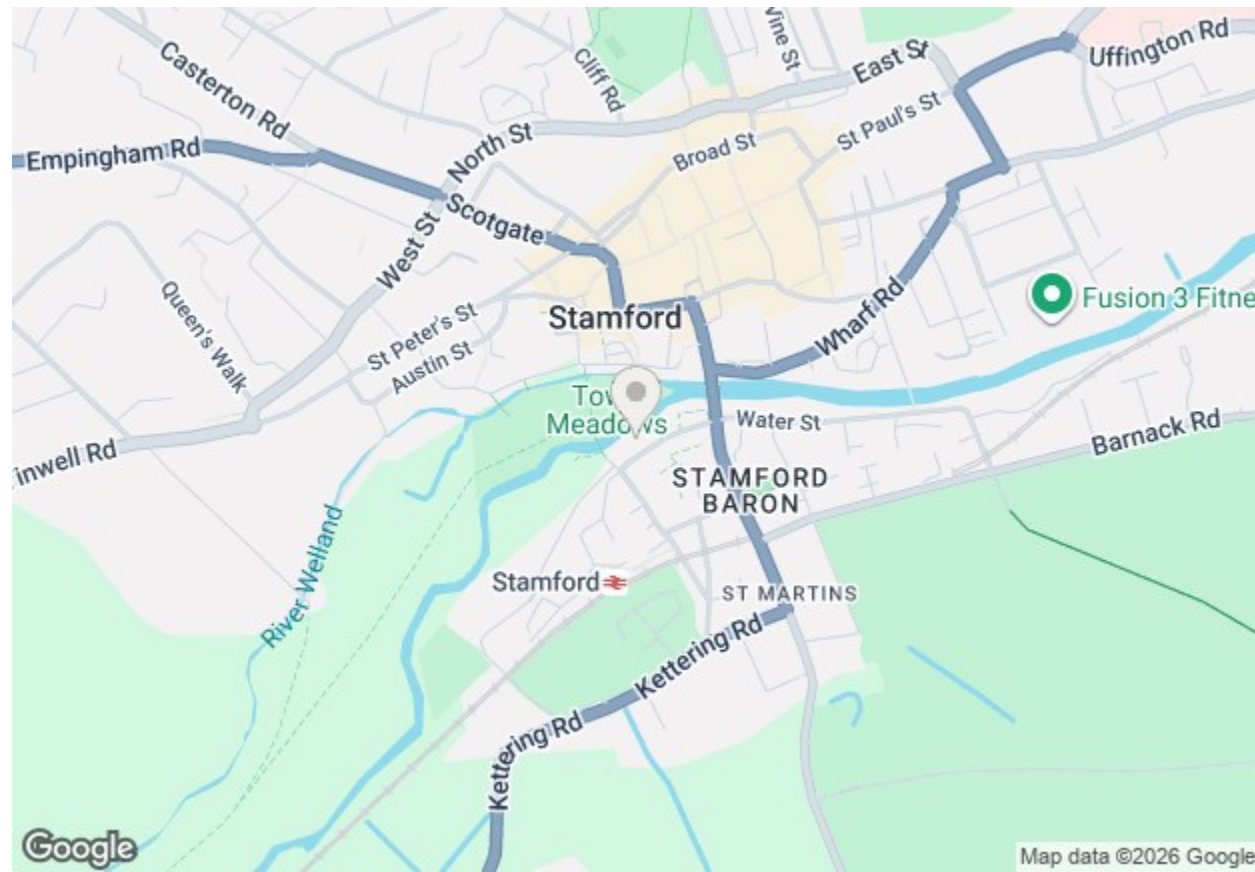 Vine St
East St
Uffington Rd
Cliff Rd
Casterton Rd
St Paul's St
North St
Broad St
Empingham Rd
Scotgate
West St
Queen's Walk
St Peter's St
Stamford
Wharf Rd
Fusion 3 Fitne
Austin St
Meadows
Water St
Barnack Rd
inwell Rd
STAMFORD
BARON
River Welland
Stamford
ST MARTINS
Kettering Rd
Kettering Rd
Google
Map data ©2026 Google